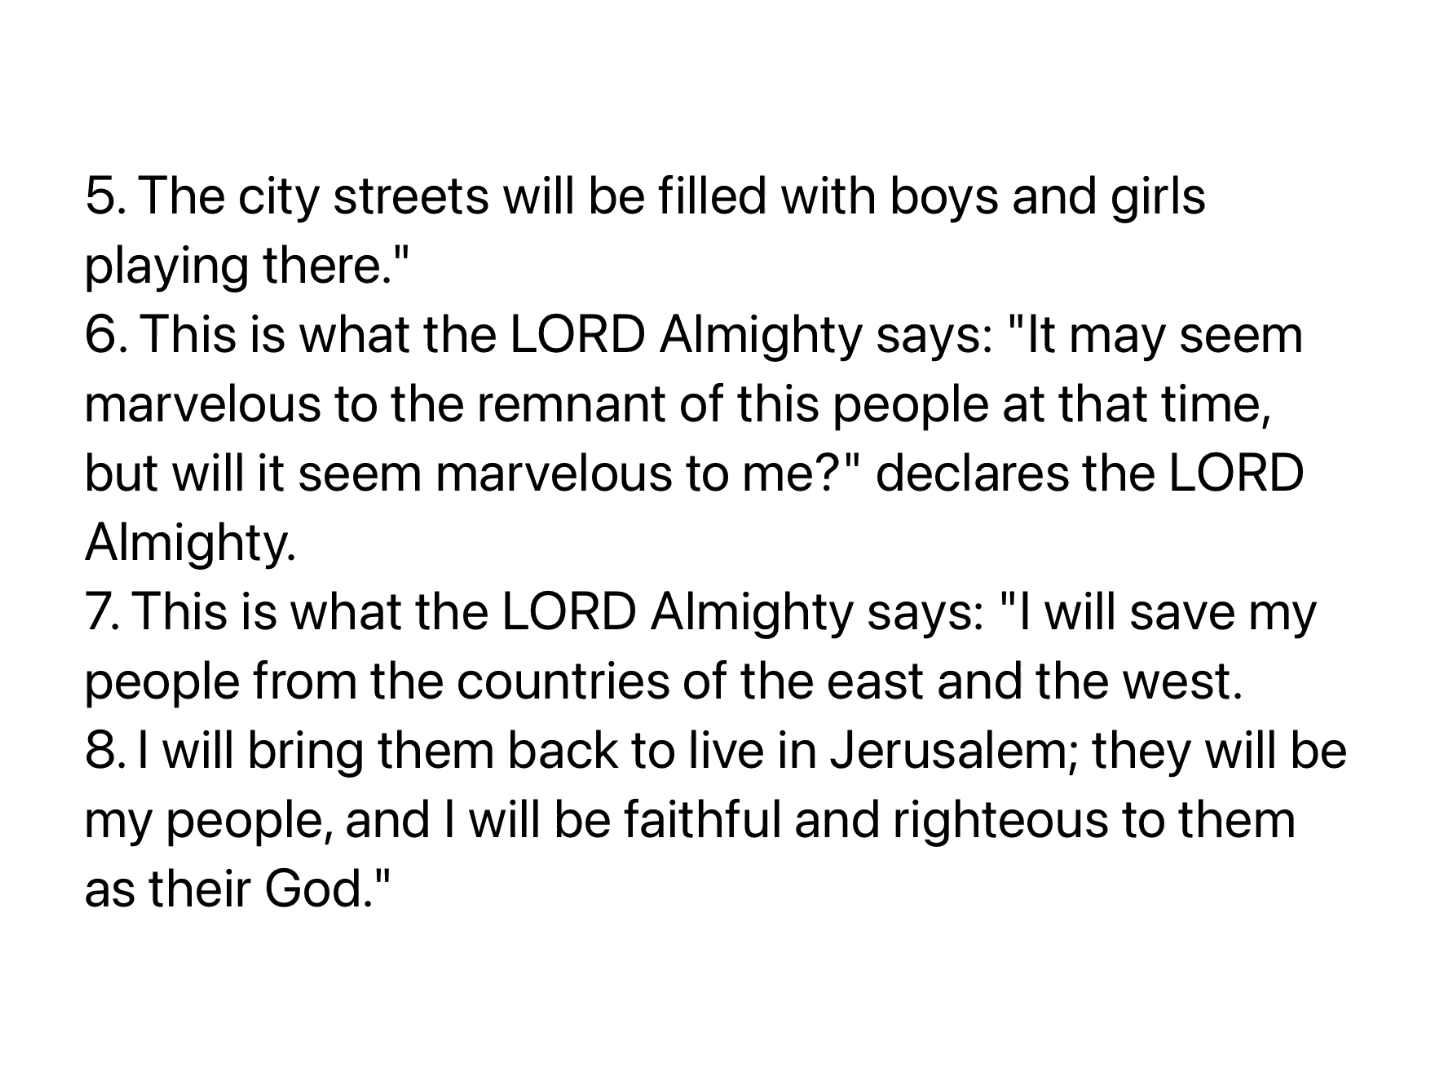 5. The city streets will be filled with boys and girls
playing there."
6. This is what the LORD Almighty says: "It may seem
marvelous to the remnant of this people at that time,
but will it seem marvelous to me?" declares the LORD
Almighty.
7. This is what the LORD Almighty says: "I will save my
people from the countries of the east and the west.
8. I will bring them back to live in Jerusalem; they will be
my people, and I will be faithful and righteous to them
as their God."